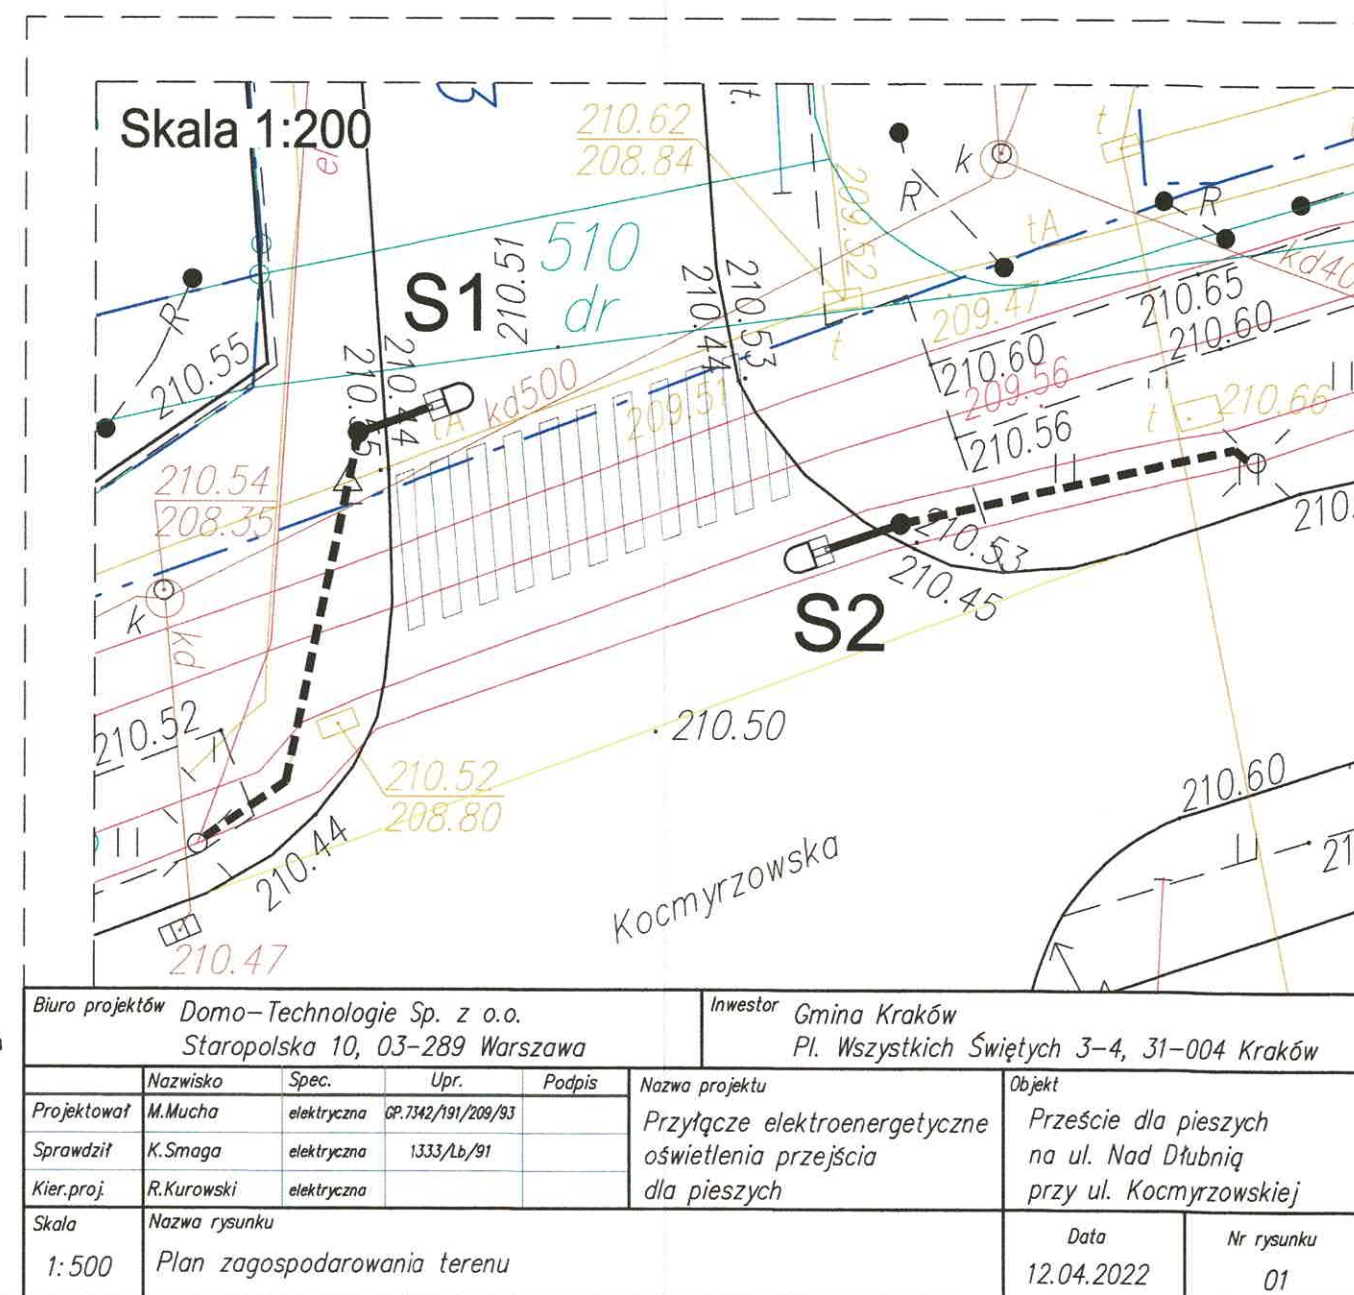 Skala 1:200
3
t.
210.62
208.84
t
k
el
R
209.52
R
tA
kd40
510
dr
210.51
S1
210.44
210.53
209.47
210.65
210.60
R
210.55
210.45
210.44
kd500
tA
209.51
t
210.60
209.56
210.56
t
210.66
210.54
208.35
k
kd
210.53
210.45
S2
210.52
210.50
210.52
208.80
210.44
210.60
Kocmyrzowska
210.47
Biuro projektów Domo-Technologie Sp. z o.o.
Staropolska 10, 03-289 Warszawa
Inwestor Gmina Kraków
Pl. Wszystkich Świętych 3-4, 31-004 Kraków
Nazwisko Spec. Upr. Podpis
Projektował M.Mucha elektryczna GP.7342/191/209/93
Sprawdził K.Smaga elektryczna 1333/Lb/91
Kier.proj. R.Kurowski elektryczna
Nazwa projektu
Przyłącze elektroenergetyczne
oświetlenia przejścia
dla pieszych
Objekt
Przeście dla pieszych
na ul. Nad Dłubnią
przy ul. Kocmyrzowskiej
Skala
1:500
Nazwa rysunku
Plan zagospodarowania terenu
Data
12.04.2022
Nr rysunku
01